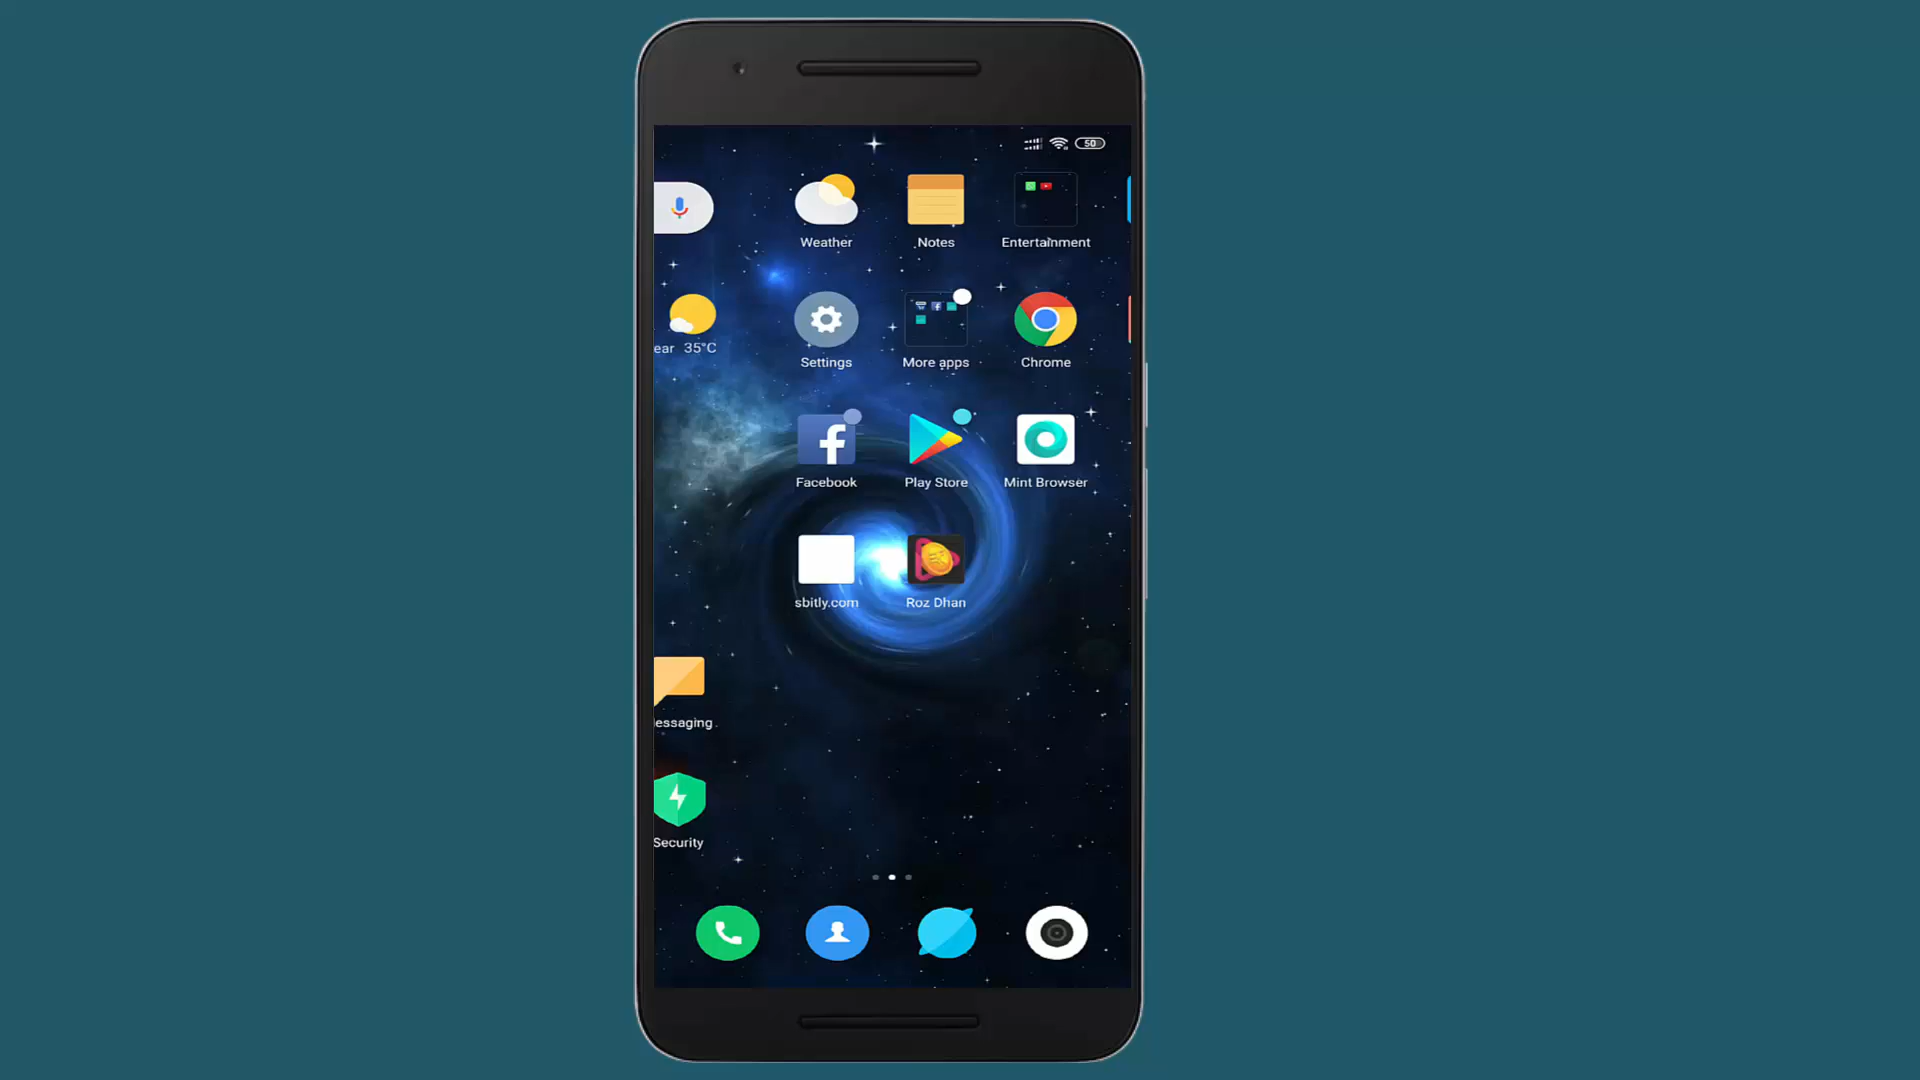 50
Weather
Notes
Entertainment
ear 35°C
Settings
More apps
Chrome
Facebook
Play Store
Mint Browser
sbitly.com
Roz Dhan
essaging
Security